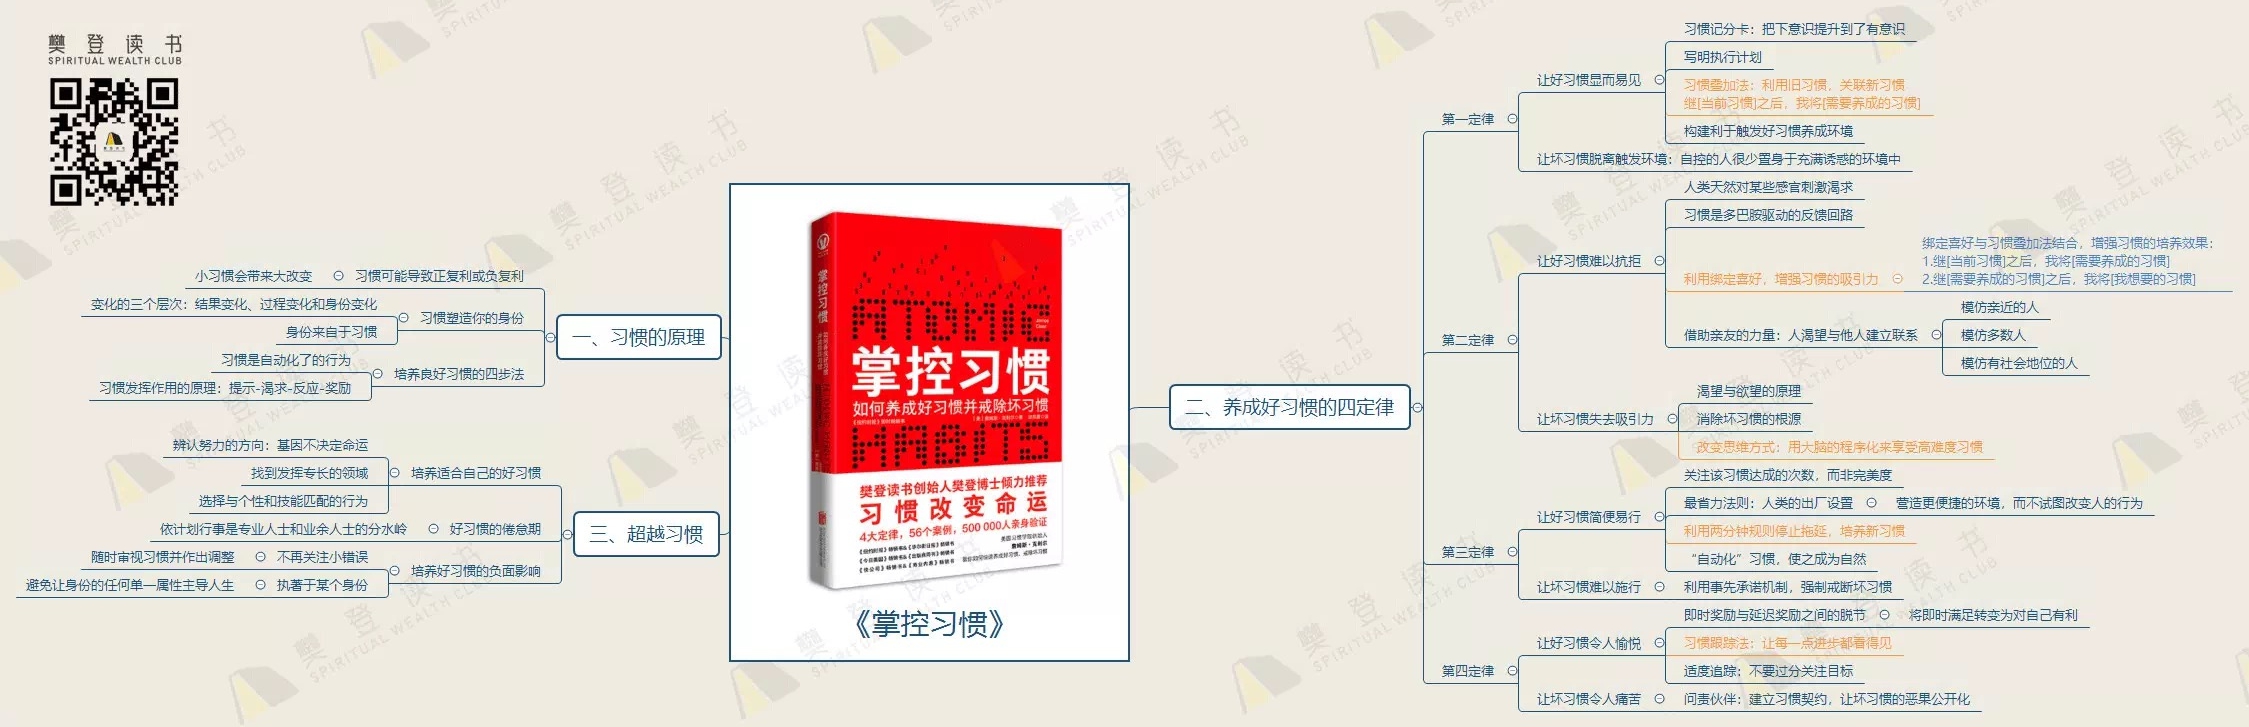 樊登读书
SPIRITUAL WEALTH CLUB
小习惯会带来大改变
习惯可能导致正复利或负复利
变化的三个层次：结果变化、过程变化和身份变化
身份来自于习惯
习惯塑造你的身份
习惯是自动化了的行为
习惯发挥作用的原理：提示-渴求-反应-奖励
培养良好习惯的四步法
一、习惯的原理
辨认努力的方向：基因不决定命运
找到发挥专长的领域
选择与个性和技能匹配的行为
培养适合自己的好习惯
依计划行事是专业人士和业余人士的分水岭
好习惯的倦怠期
随时审视习惯并作出调整
不再关注小错误
避免让身份的任何单一属性主导人生
执著于某个身份
培养好习惯的负面影响
三、超越习惯
掌控习惯
ATOMIC
James Clear
掌控习惯
如何养成好习惯并戒除坏习惯
HABITS
樊登读书创始人樊登博士倾力推荐
习惯改变命运
4大定律，56个案例，500 000人亲身验证
《掌控习惯》
二、养成好习惯的四定律
第一定律
让好习惯显而易见
习惯记分卡：把下意识提升到了有意识
写明执行计划
习惯叠加法：利用旧习惯，关联新习惯
继[当前习惯]之后，我将[需要养成的习惯]
构建利于触发好习惯养成环境
让坏习惯脱离触发环境：自控的人很少置身于充满诱惑的环境中
第二定律
让好习惯难以抗拒
人类天然对某些感官刺激渴求
习惯是多巴胺驱动的反馈回路
利用绑定喜好，增强习惯的吸引力
绑定喜好与习惯叠加法结合，增强习惯的培养效果：
1.继[当前习惯]之后，我将[需要养成的习惯]
2.继[需要养成的习惯]之后，我将[我想要的习惯]
借助亲友的力量：人渴望与他人建立联系
模仿亲近的人
模仿多数人
模仿有社会地位的人
让坏习惯失去吸引力
渴望与欲望的原理
消除坏习惯的根源
改变思维方式：用大脑的程序化来享受高难度习惯
第三定律
让好习惯简便易行
关注该习惯达成的次数，而非完美度
最省力法则：人类的出厂设置
营造更便捷的环境，而不试图改变人的行为
利用两分钟规则停止拖延，培养新习惯
“自动化”习惯，使之成为自然
让坏习惯难以施行
利用事先承诺机制，强制戒断坏习惯
第四定律
让好习惯令人愉悦
即时奖励与延迟奖励之间的脱节
将即时满足转变为对自己有利
习惯跟踪法：让每一点进步都看得见
适度追踪：不要过分关注目标
让坏习惯令人痛苦
问责伙伴：建立习惯契约，让坏习惯的恶果公开化